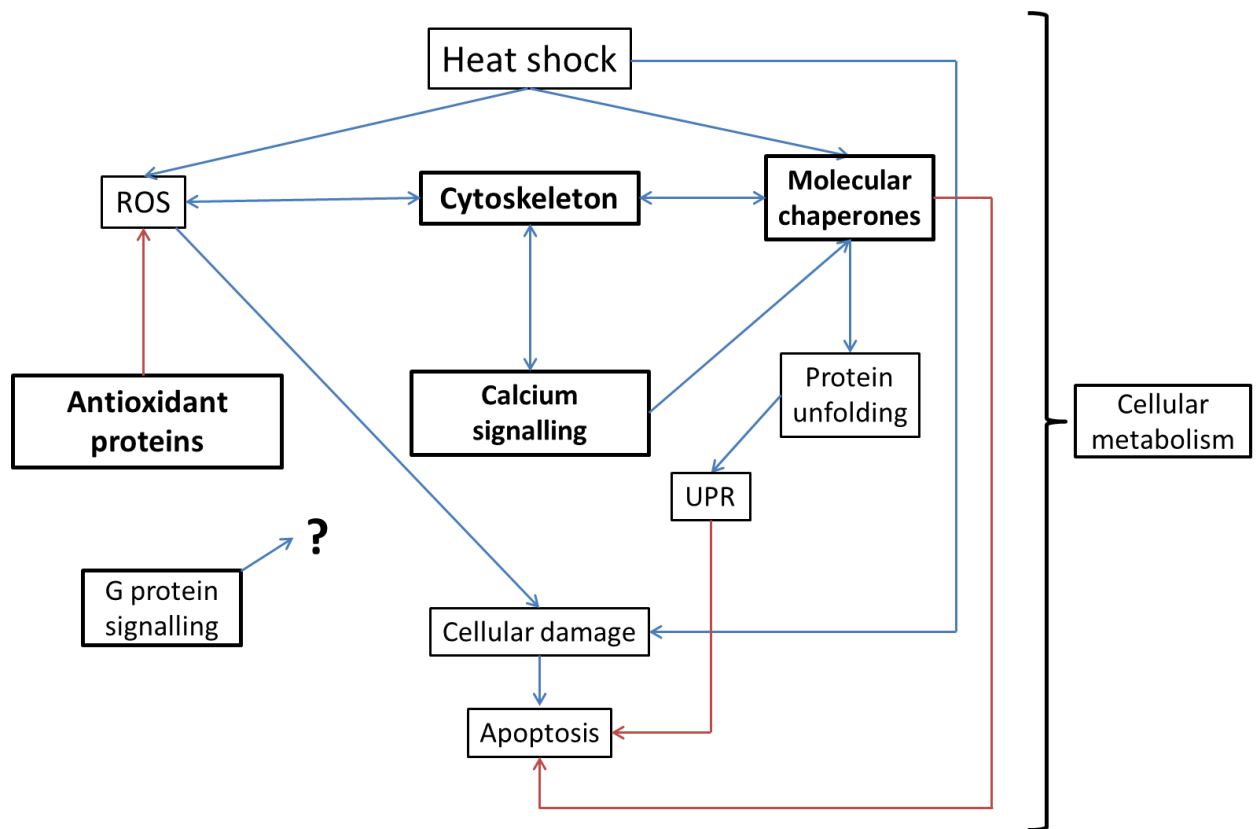 Heat shock
ROS
Cytoskeleton
Molecular
chaperones
Antioxidant
proteins
Calcium
signalling
Protein
unfolding
Cellular
metabolism
UPR
?
G protein
signalling
Cellular damage
Apoptosis